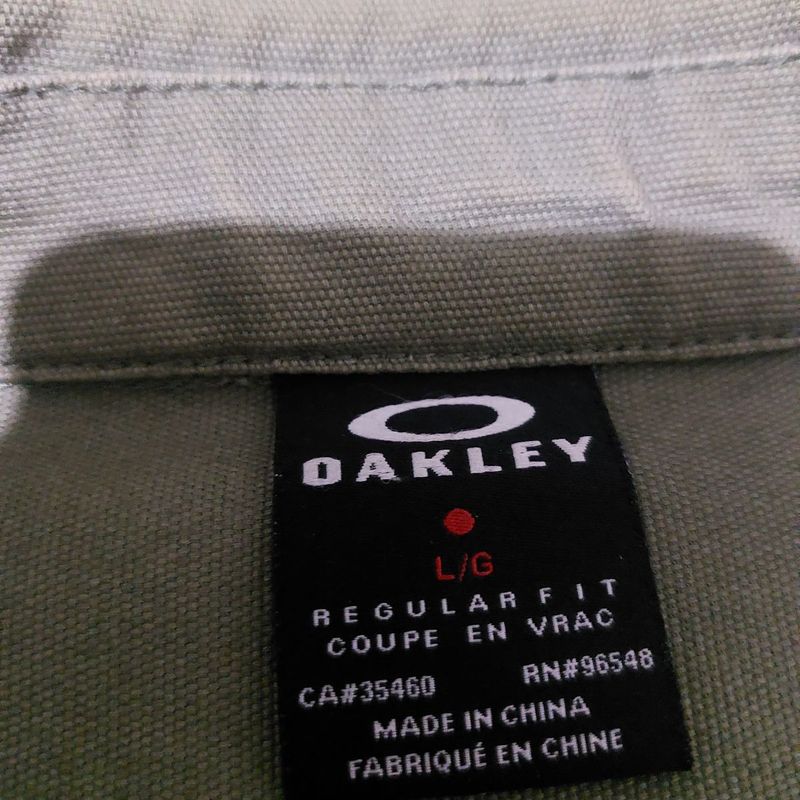 OAKLEY
L/G
REGULAR FIT
COUPE EN VRAC
CA#35460 RN#96548
MADE IN CHINA
FABRIQUÉ EN CHINE